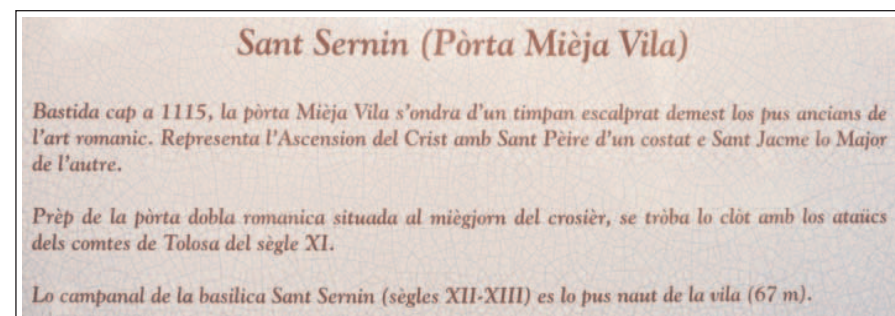 Sant Sernin (Pòrta Mièja Vila)
Bastida cap a 1115, la pòrta Mièja Vila s'ondra d'un timpan escalprat demest los pus ancians de
l'art romanic. Representa l'Ascension del Crist amb Sant Pèire d'un costat e Sant Jacme lo Major
de l'autre.
Prèp de la pòrta dobla romanica situada al miègjorn del crosièr, se tròba lo clòt amb los ataücs
dels comtes de Tolosa del sègle XI.
Lo campanal de la basilica Sant Sernin (sègles XII-XIII) es lo pus naut de la vila (67 m).